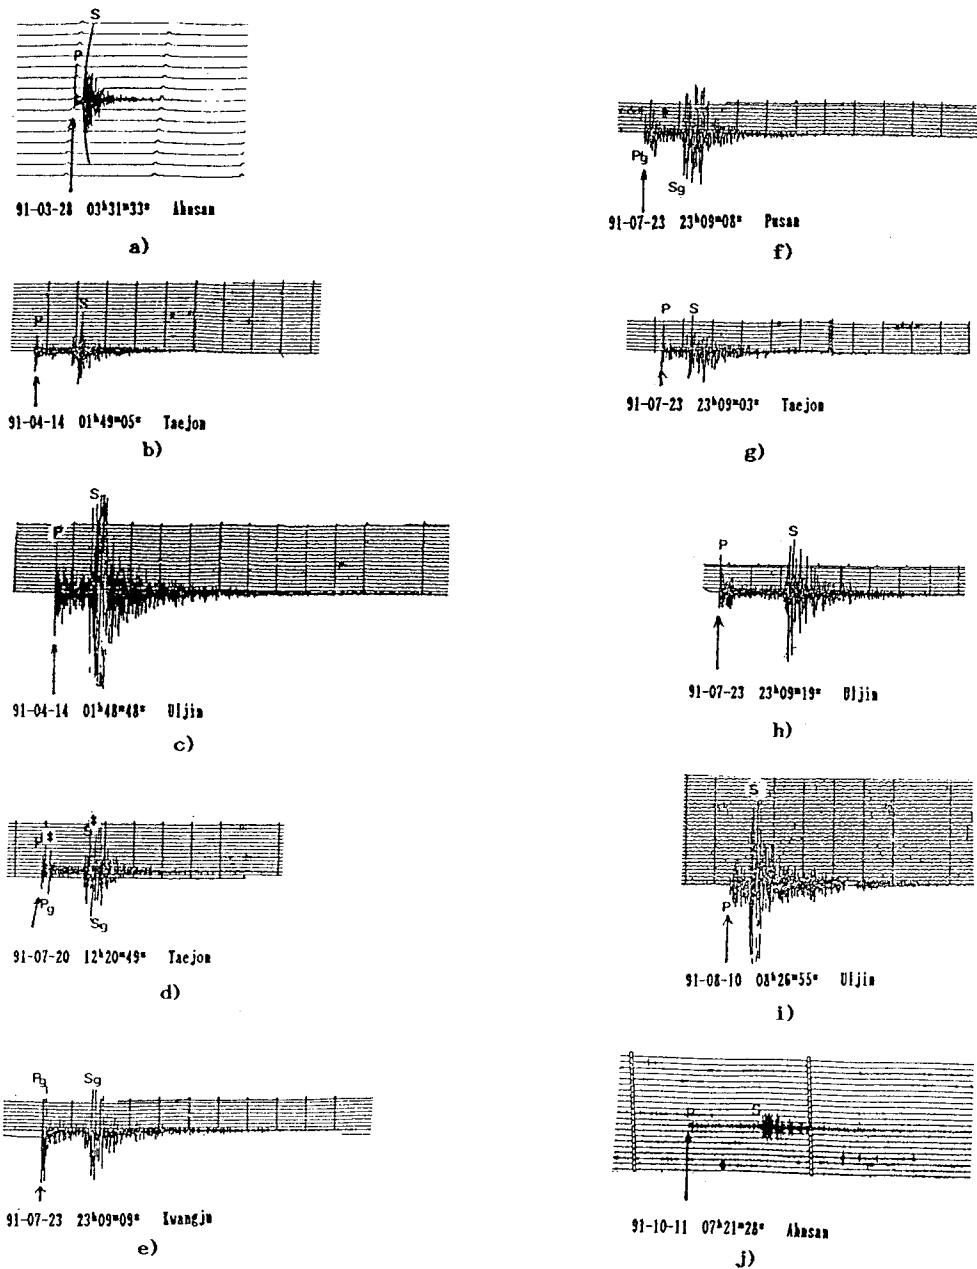 S
P
91-03-28 03ʰ31ᵐ33ˢ Ahnsan
a)
S
P
91-04-14 01ʰ49ᵐ05ˢ Taejon
b)
S
P
91-04-14 01ʰ48ᵐ48ˢ Uljin
c)
S*
P*
Pg
Sg
91-07-20 12ʰ20ᵐ49ˢ Taejon
d)
Pg Sg
91-07-23 23ʰ09ᵐ09ˢ Kwangju
e)
Pg
Sg
91-07-23 23ʰ09ᵐ08ˢ Pusan
f)
P S
91-07-23 23ʰ09ᵐ03ˢ Taejon
g)
S
P
91-07-23 23ʰ09ᵐ19ˢ Uljin
h)
S
P
91-08-10 08ʰ26ᵐ55ˢ Uljin
i)
P S
91-10-11 07ʰ21ᵐ28ˢ Ahnsan
j)